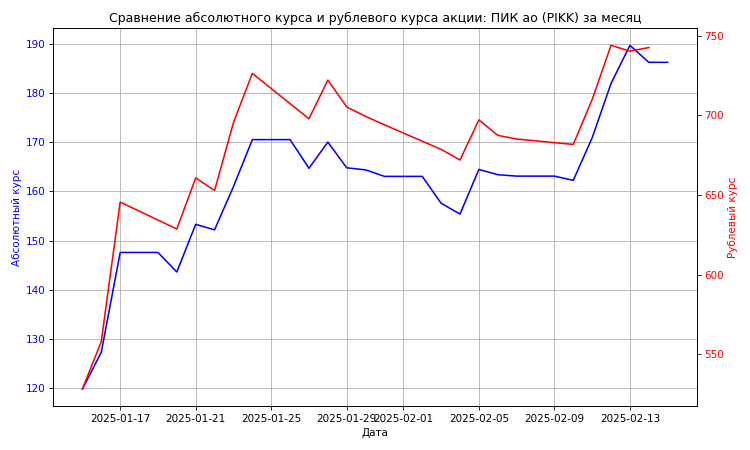 Сравнение абсолютного курса и рублевого курса акции: ПИК ао (PIKK) за месяц
190
180
170
160
150
140
130
120
Абсолютный курс
750
700
650
600
550
Рублевый курс
2025-01-17 2025-01-21 2025-01-25 2025-01-29 2025-02-01 2025-02-05 2025-02-09 2025-02-13
Дата